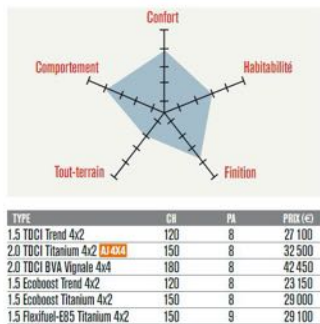 Confort
Comportement
Habitabilité
Tout-terrain
Finition
TYPE CH PA PRIX (€)
1.5 TDCI Trend 4x2 120 8 27 100
2.0 TDCI Titanium 4x2 AJ 4X4 150 8 32 500
2.0 TDCI BVA Vignale 4x4 180 8 42 450
1.5 Ecoboost Trend 4x2 120 8 23 150
1.5 Ecoboost Titanium 4x2 150 8 29 000
1.5 Flexifuel-E85 Titanium 4x2 150 9 29 100